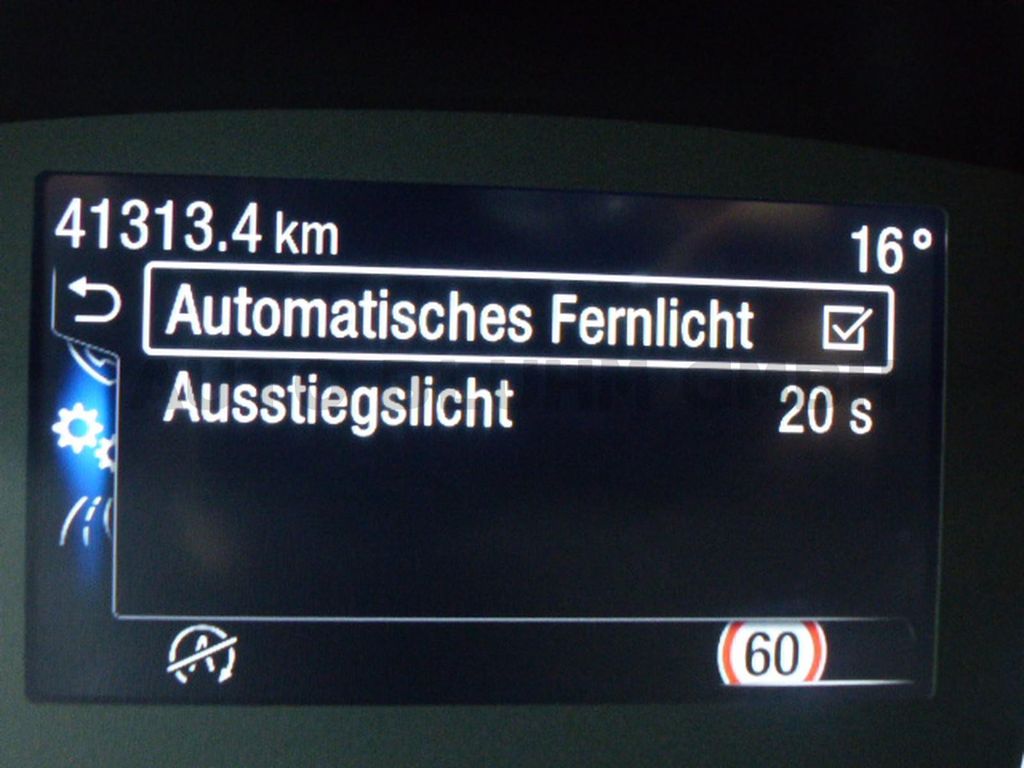 41313.4 km
16°
Automatisches Fernlicht
Ausstiegslicht 20 s
A
60